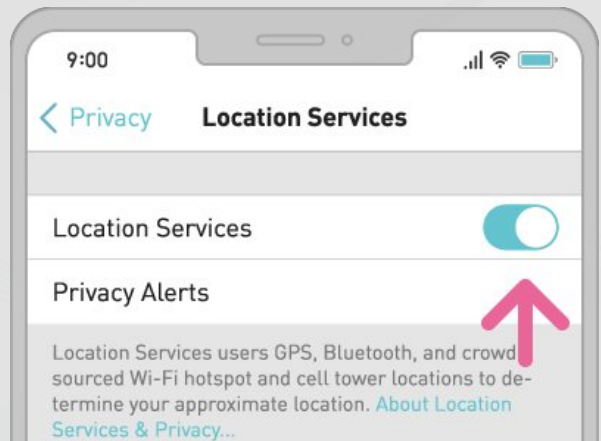 9:00
Privacy Location Services
Location Services
Privacy Alerts
Location Services users GPS, Bluetooth, and crowd
sourced Wi-Fi hotspot and cell tower locations to de-
termine your approximate location. About Location
Services & Privacy...